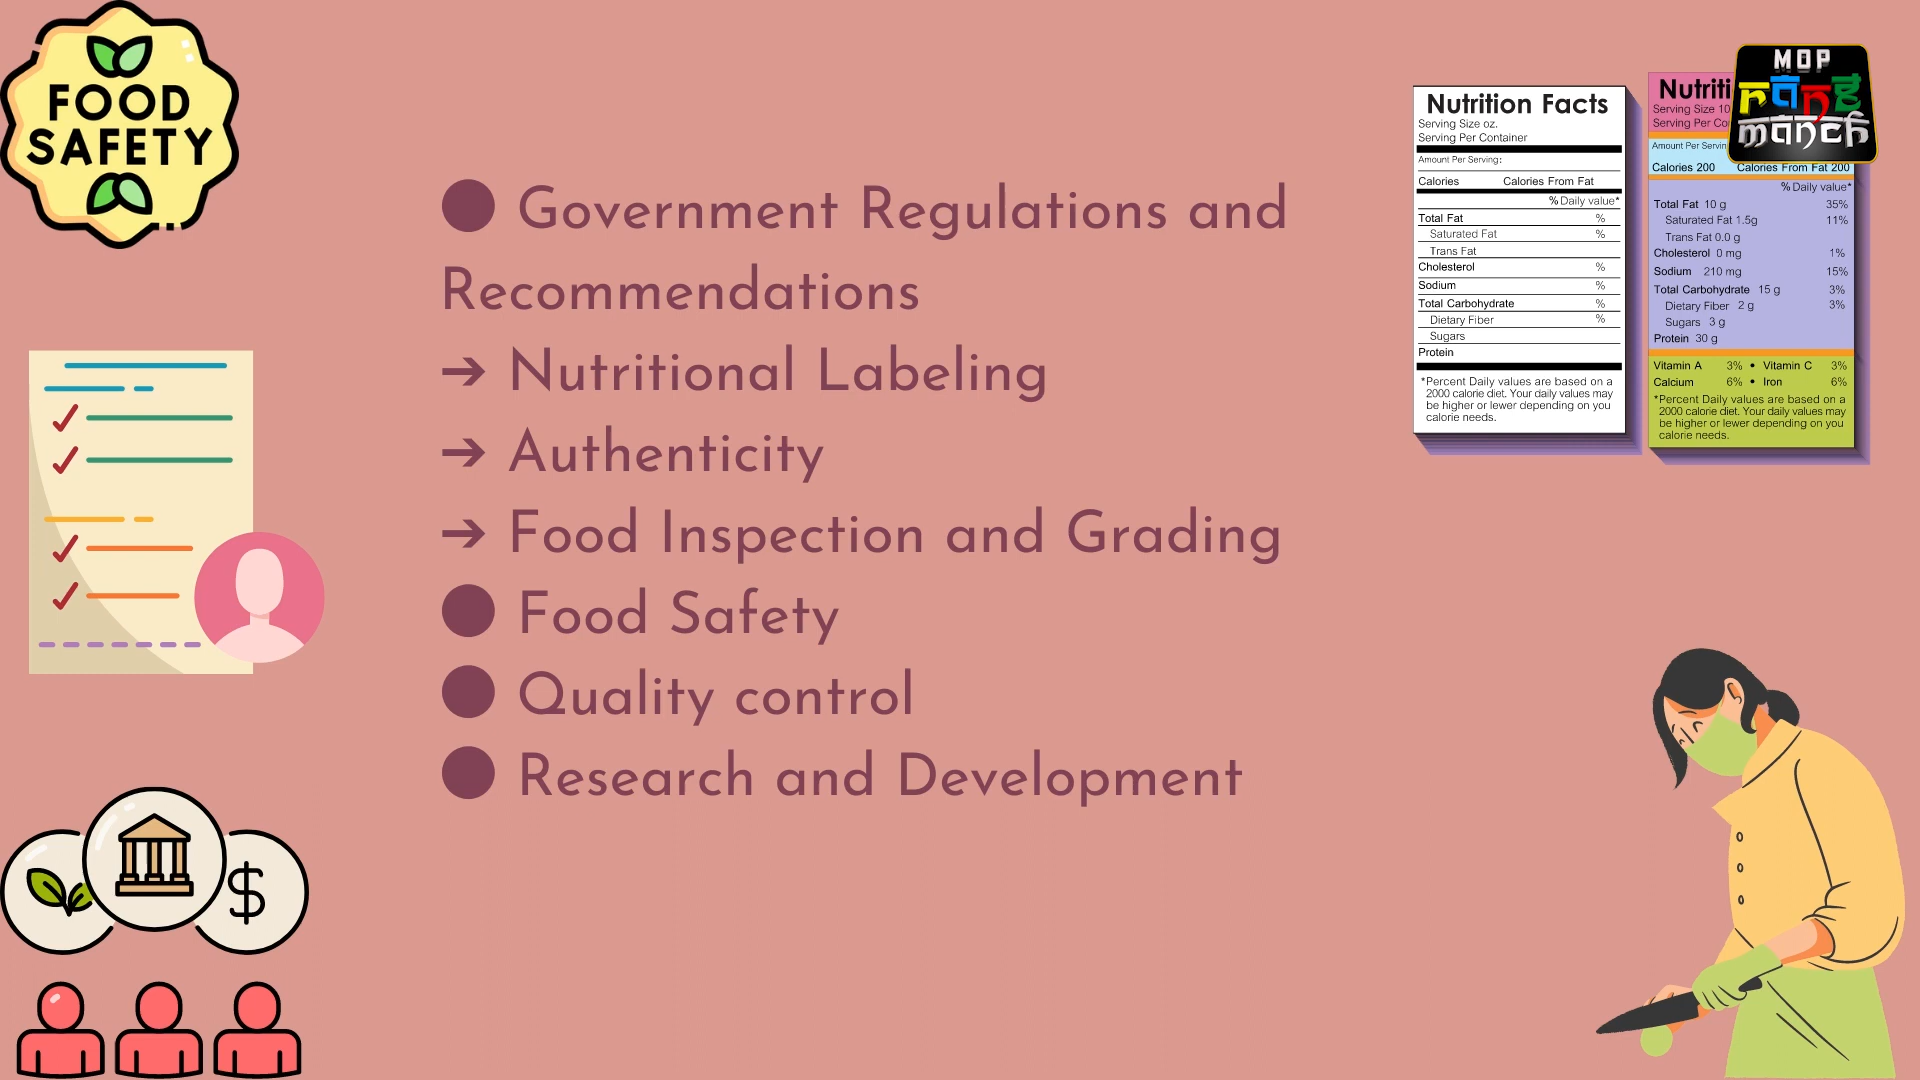 FOOD
SAFETY
● Government Regulations and
Recommendations
➔ Nutritional Labeling
➔ Authenticity
➔ Food Inspection and Grading
● Food Safety
● Quality control
● Research and Development
$
Nutrition Facts
Serving Size oz.
Serving Per Container
Amount Per Serving:
Calories Calories From Fat
% Daily value*
Total Fat %
Saturated Fat %
Trans Fat
Cholesterol %
Sodium %
Total Carbohydrate %
Dietary Fiber %
Sugars
Protein
*Percent Daily values are based on a
2000 calorie diet. Your daily values may
be higher or lewer depending on you
calorie needs.
MOP
rang
manch
Serving Size 10
Serving Per
Amount Per
Calories 200 Calories From Fat 200
% Daily value*
Total Fat 10 g 35%
Saturated Fat 1.5g 11%
Trans Fat 0.0 g
Cholesterol 0 mg 1%
Sodium 210 mg 15%
Total Carbohydrate 15 g 3%
Dietary Fiber 2 g 3%
Sugars 3 g
Protein 30 g
Vitamin A 3% • Vitamin C 3%
Calcium 6% • Iron 6%
*Percent Daily values are based on a
2000 calorie diet. Your daily values may
be higher or lewer depending on you
calorie needs.